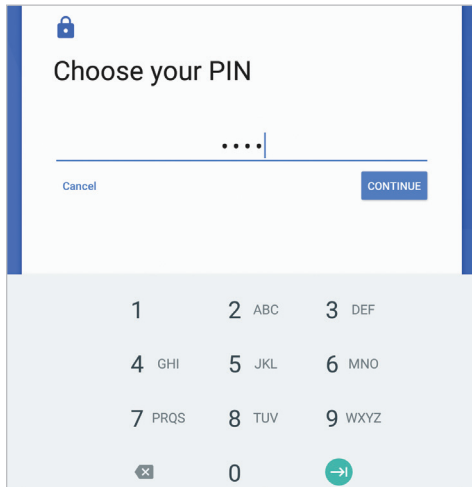 Choose your PIN
••••
Cancel CONTINUE
1 2 ABC 3 DEF
4 GHI 5 JKL 6 MNO
7 PRQS 8 TUV 9 WXYZ
0